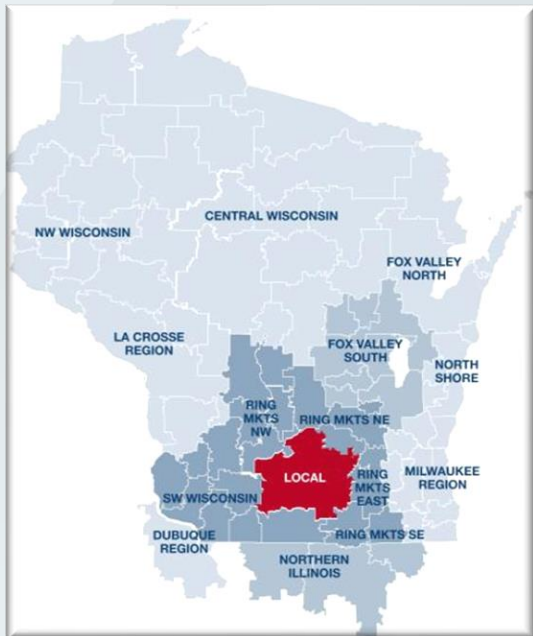 NW WISCONSIN
CENTRAL WISCONSIN
FOX VALLEY
NORTH
LA CROSSE
REGION
FOX VALLEY
SOUTH
NORTH
SHORE
RING
MKTS
NW
RING MKTS NE
LOCAL
RING
MKTS
EAST
MILWAUKEE
REGION
SW WISCONSIN
DUBUQUE
REGION
RING MKTS SE
NORTHERN
ILLINOIS